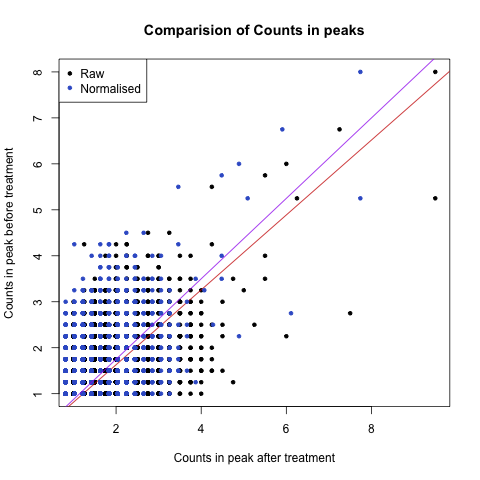 Comparision of Counts in peaks
Raw
Normalised
Counts in peak before treatment
8
7
6
5
4
3
2
1
2 4 6 8
Counts in peak after treatment